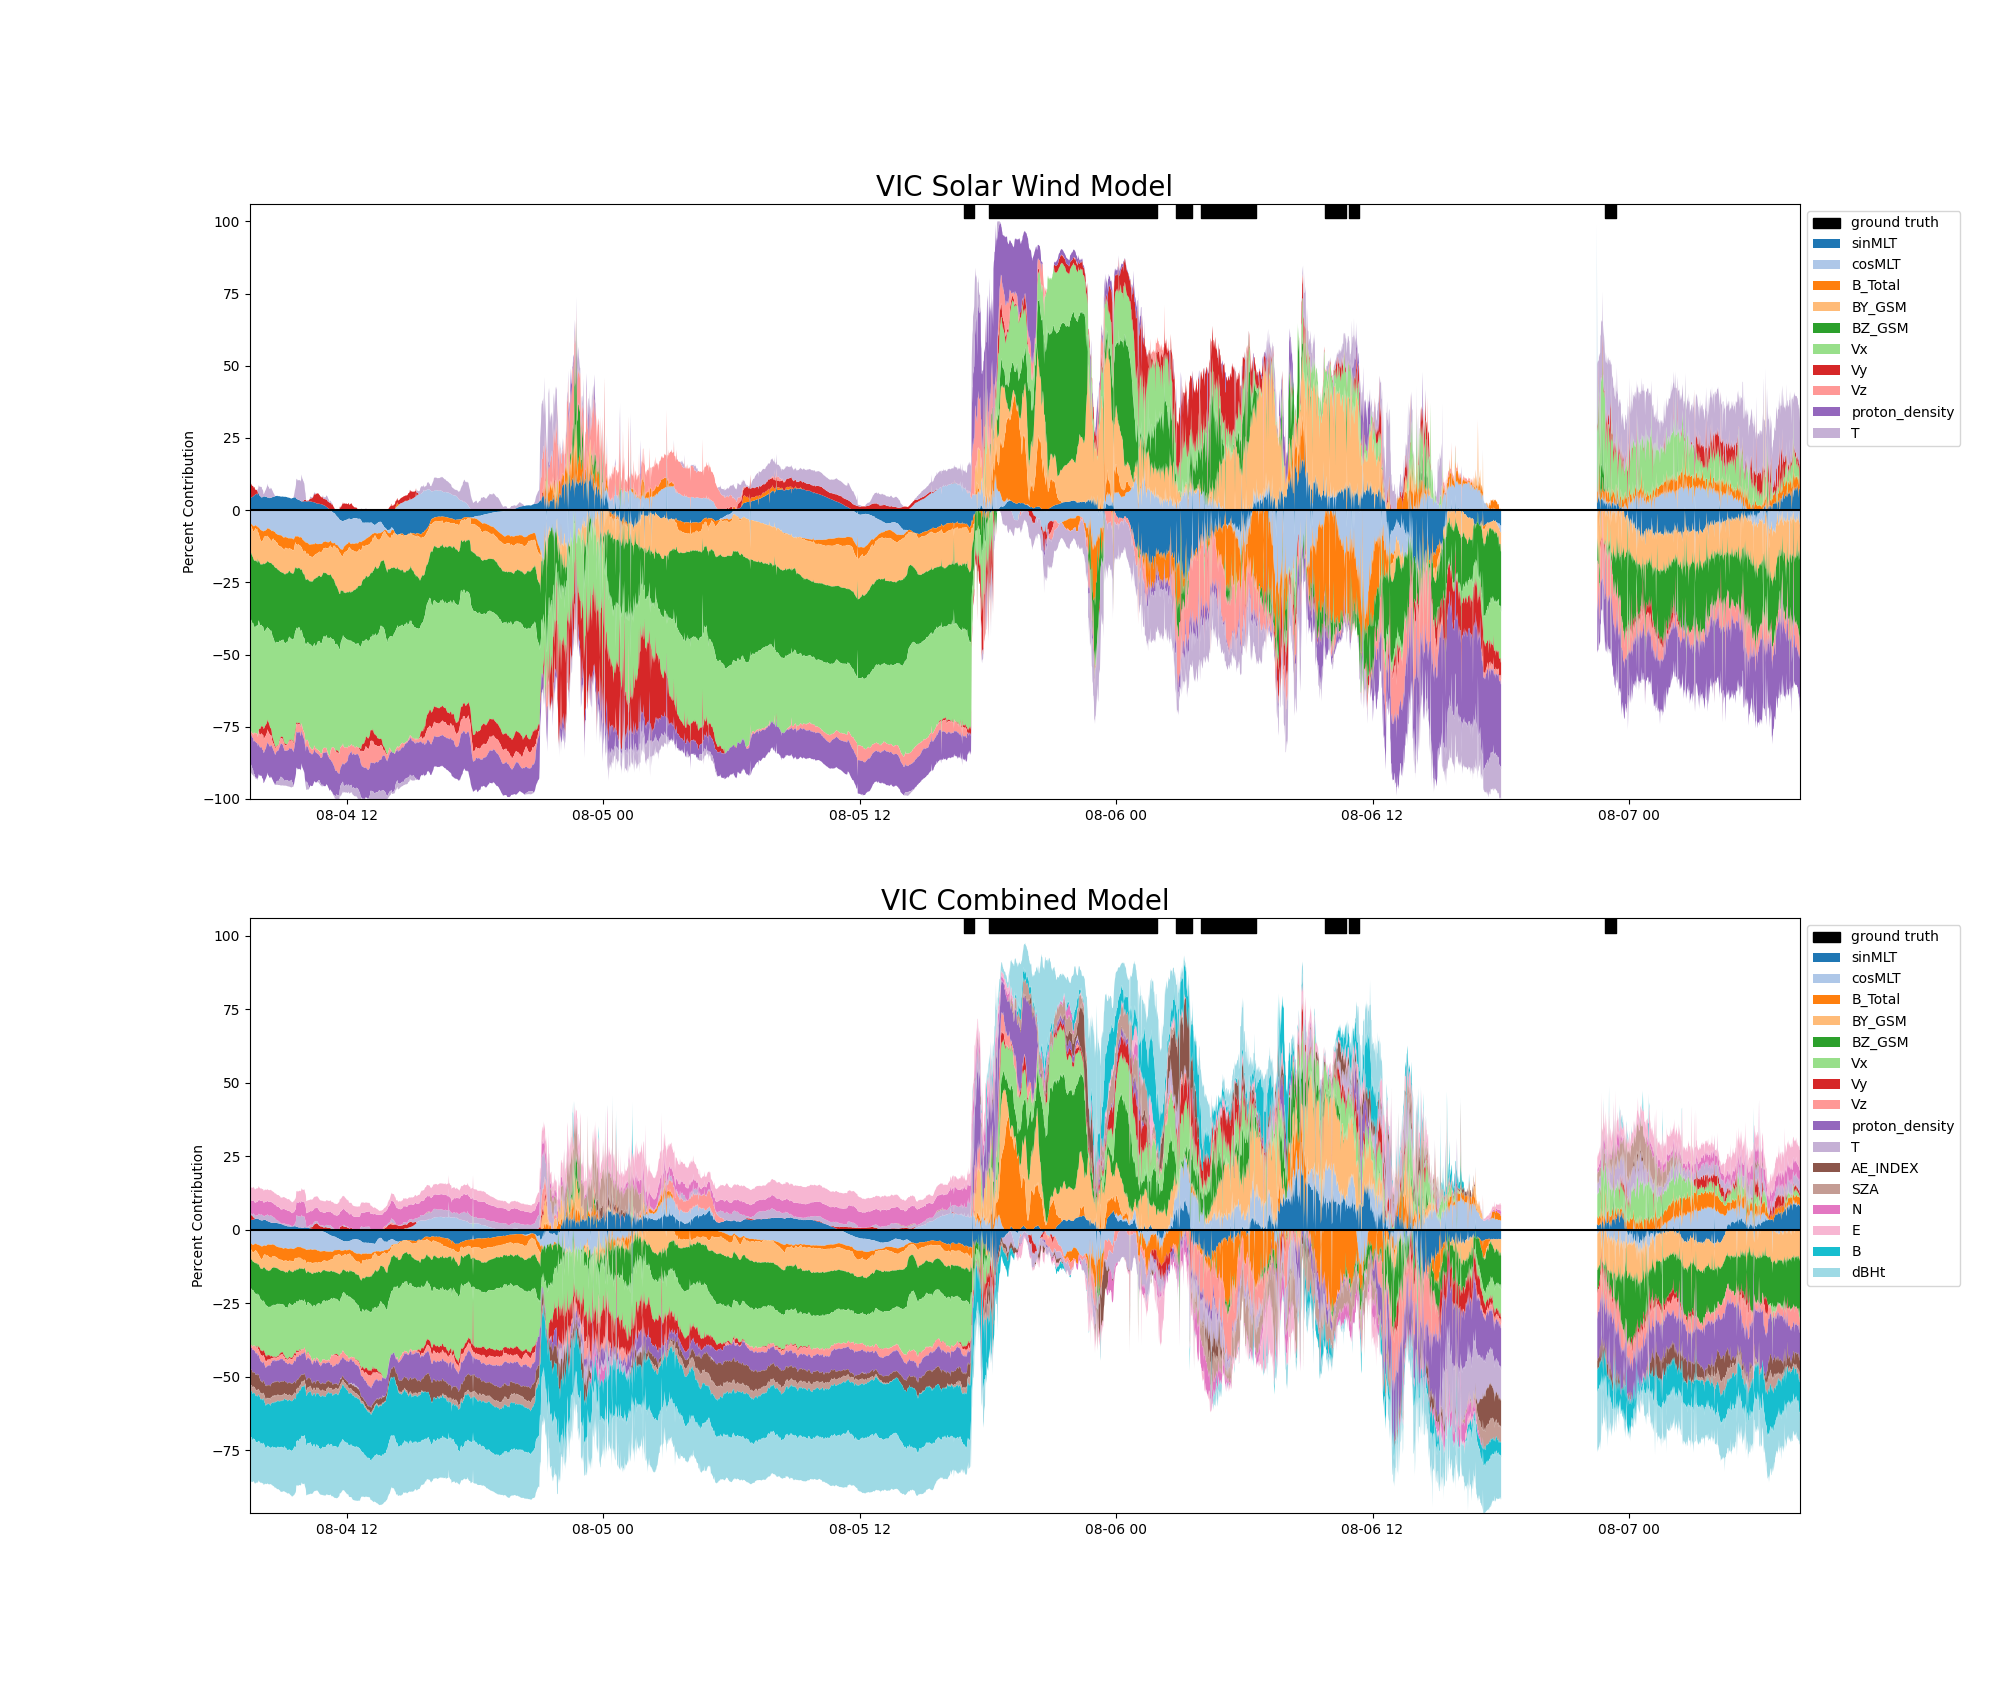 VIC Solar Wind Model
Percent Contribution
100
75
50
25
0
−25
−50
−75
−100
08-04 12
08-05 00
08-05 12
08-06 00
08-06 12
08-07 00
ground truth
sinMLT
cosMLT
B_Total
BY_GSM
BZ_GSM
Vx
Vy
Vz
proton_density
T
VIC Combined Model
Percent Contribution
100
75
50
25
0
−25
−50
−75
08-04 12
08-05 00
08-05 12
08-06 00
08-06 12
08-07 00
ground truth
sinMLT
cosMLT
B_Total
BY_GSM
BZ_GSM
Vx
Vy
Vz
proton_density
T
AE_INDEX
SZA
N
E
B
dBHt